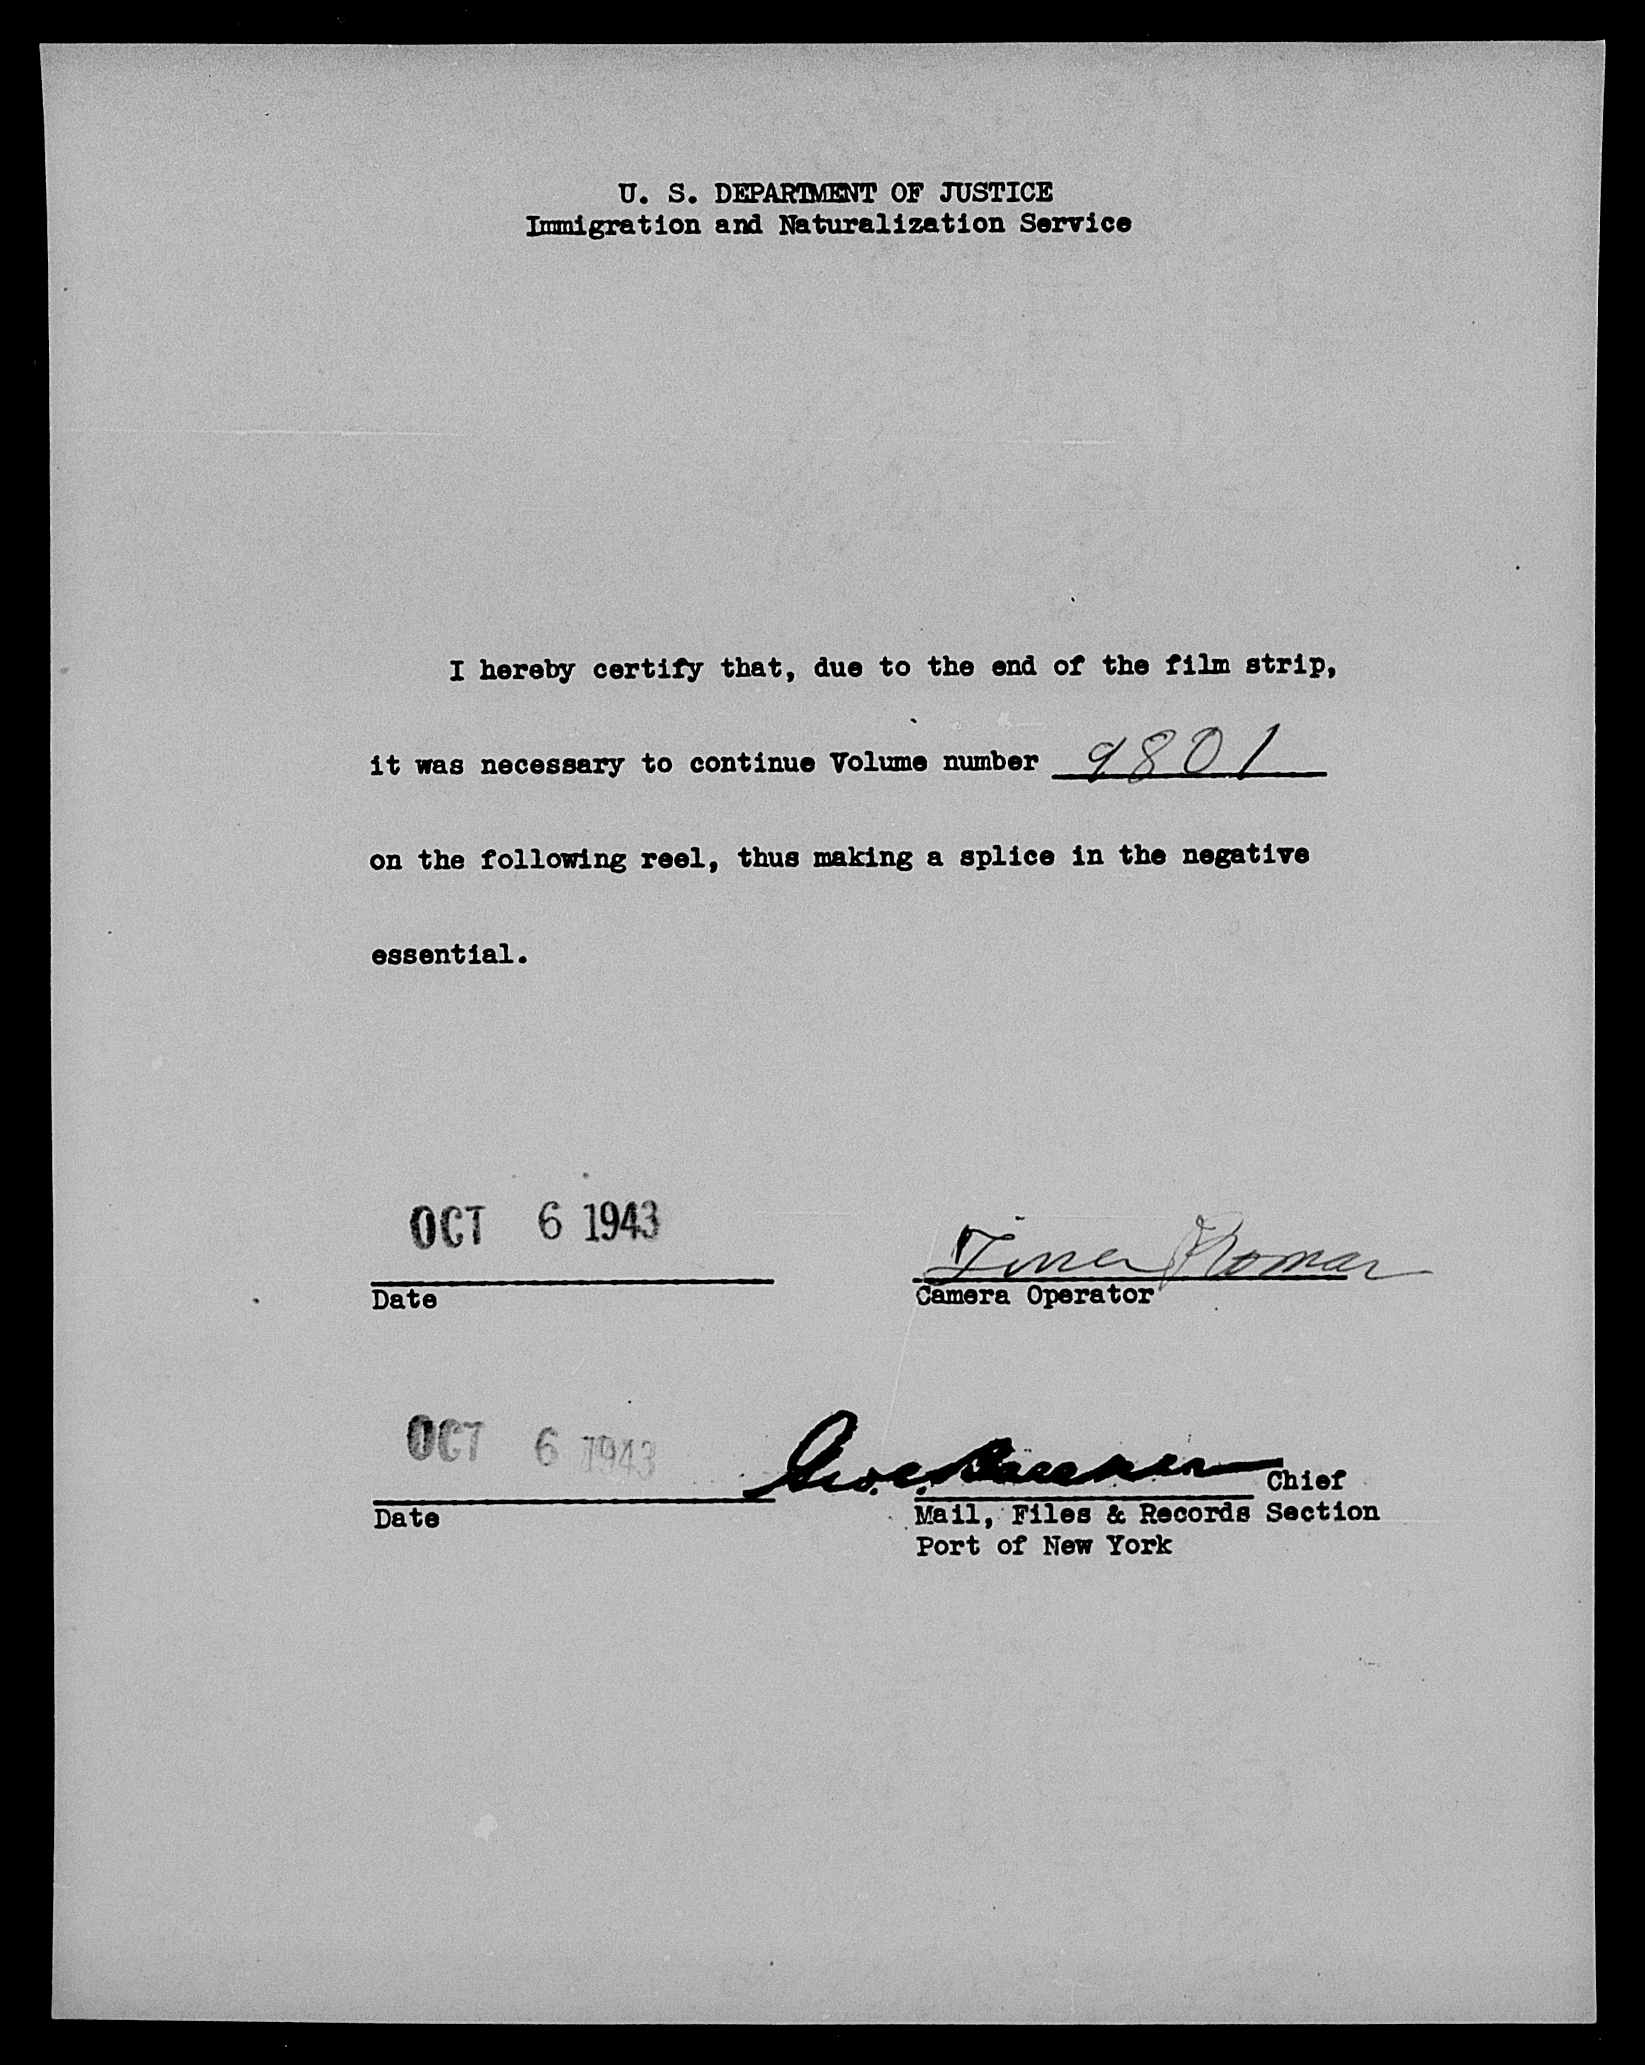 U. S. DEPARTMENT OF JUSTICE
Immigration and Naturalization Service
I hereby certify that, due to the end of the film strip,
it was necessary to continue Volume number 9801
on the following reel, thus making a splice in the negative
essential.
OCT 6 1943
Date
Camera Operator
OCT 6 1943
Date
Chief
Mail, Files & Records Section
Port of New York